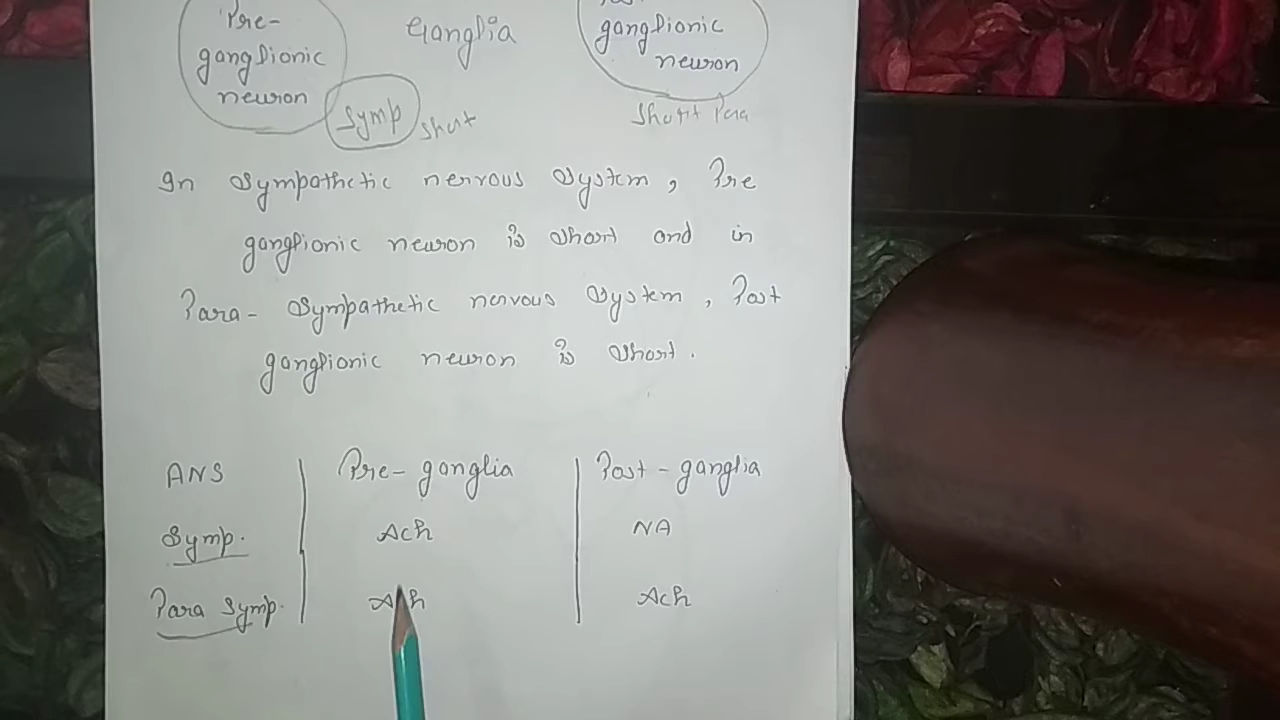 Pre-
ganglionic
neuron
Ganglia
ganglionic
neuron
Symp short
Short Para
In Sympathetic nervous System, Pre
ganglionic neuron is short and in
Para- Sympathetic nervous System, Post
ganglionic neuron is short.
ANS Pre-ganglia Post-ganglia
Symp. Ach NA
Para Symp. Ach Ach